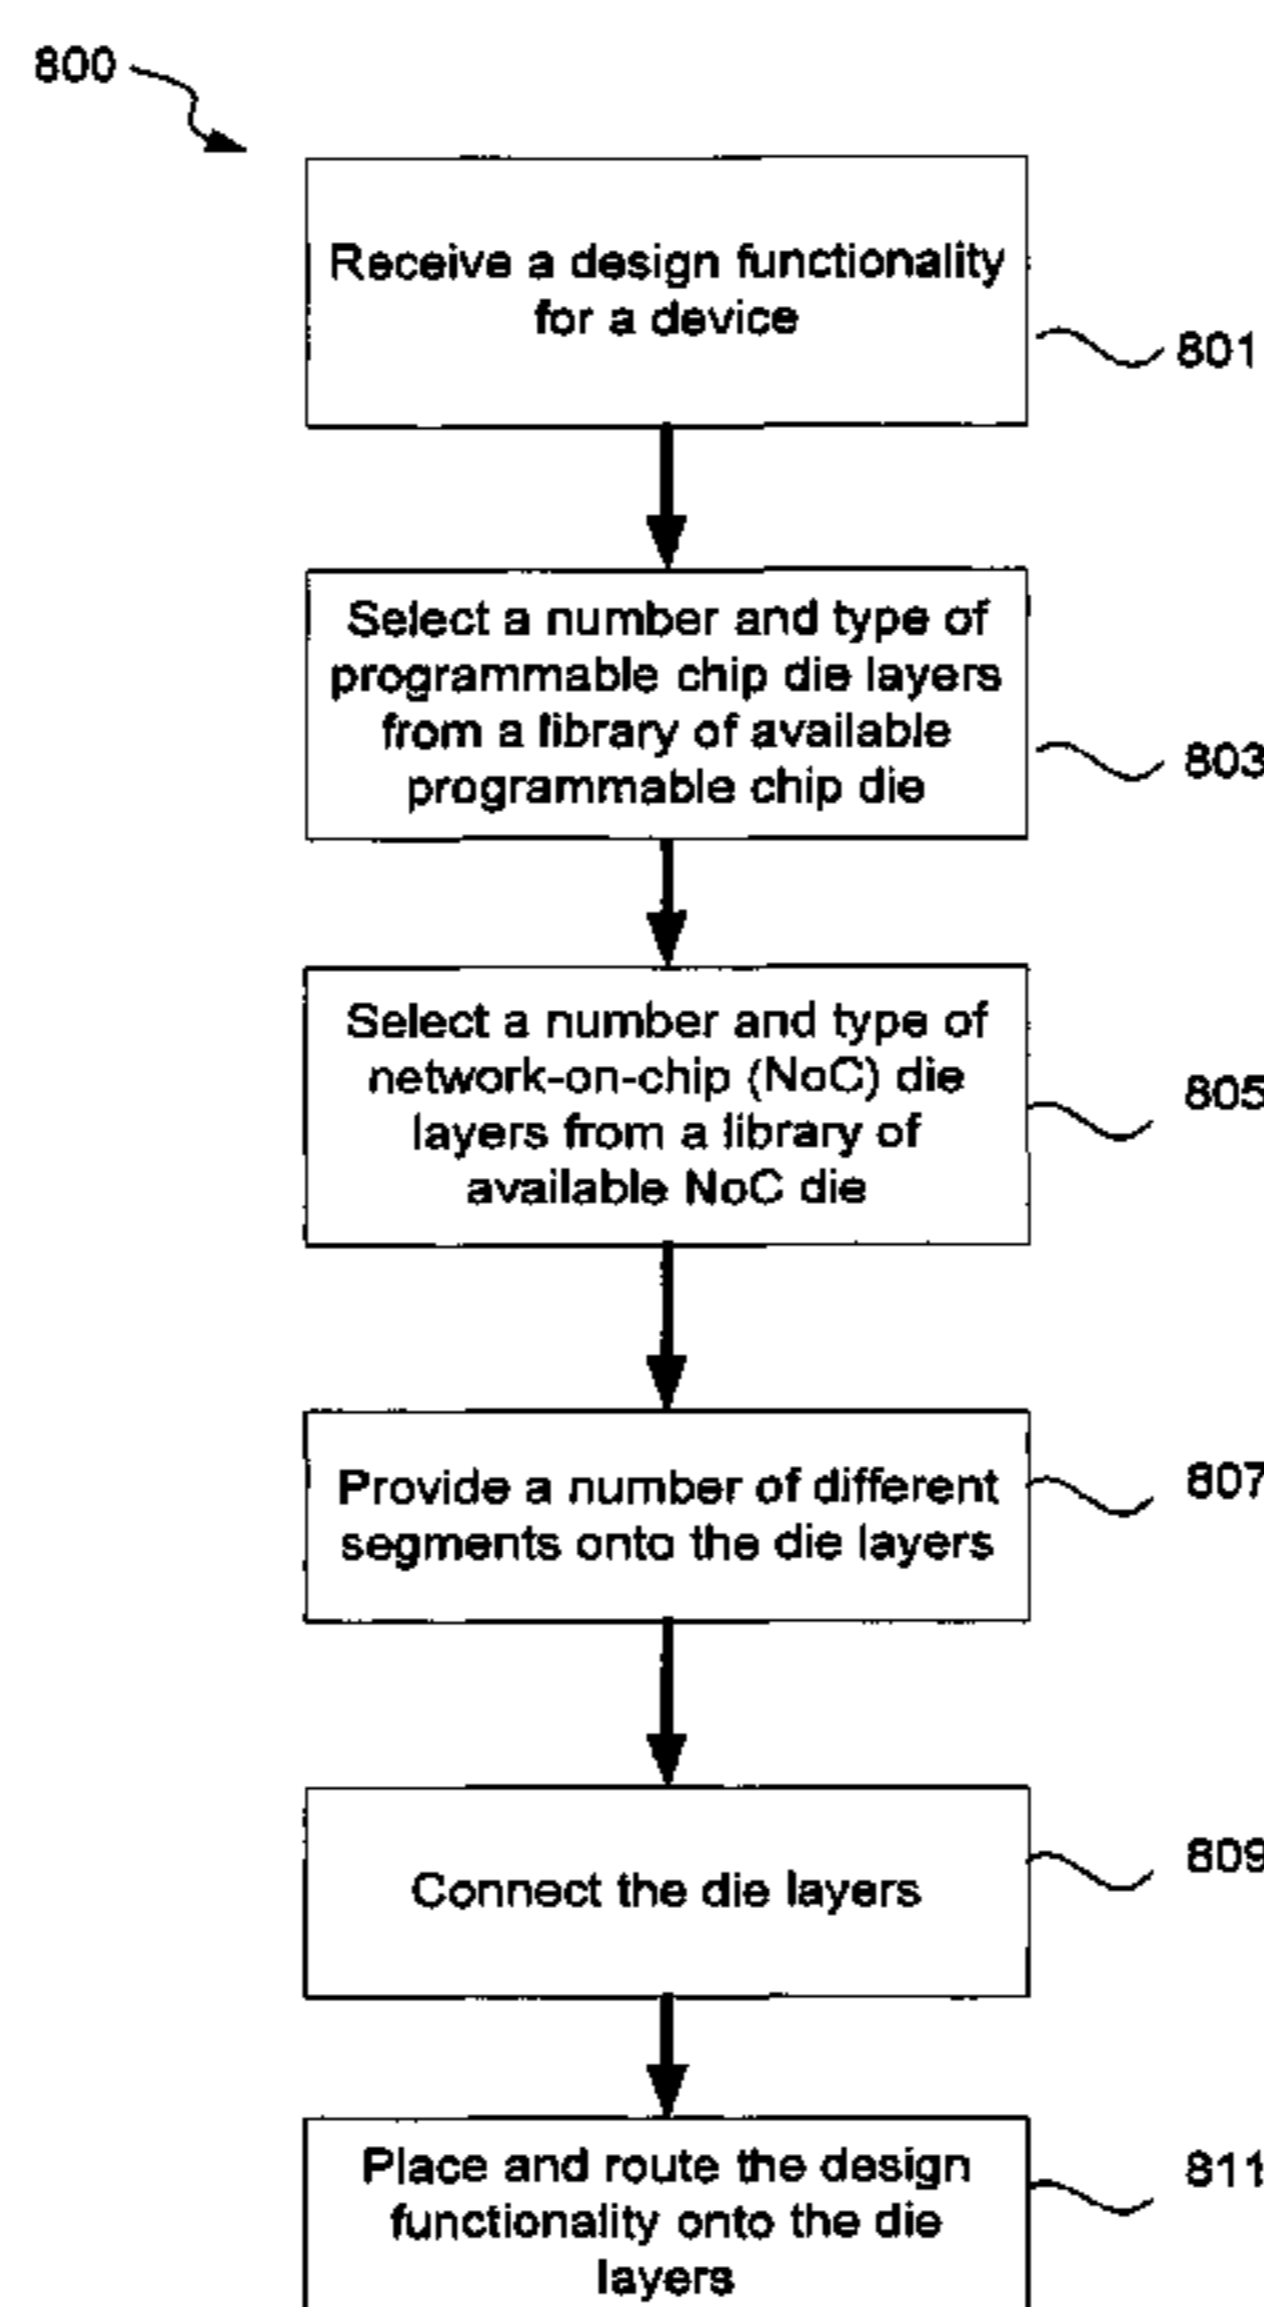 800
Receive a design functionality
for a device
801
Select a number and type of
programmable chip die layers
from a library of available
programmable chip die
803
Select a number and type of
network-on-chip (NoC) die
layers from a library of
available NoC die
805
Provide a number of different
segments onto the die layers
807
Connect the die layers
809
Place and route the design
functionality onto the die
layers
811